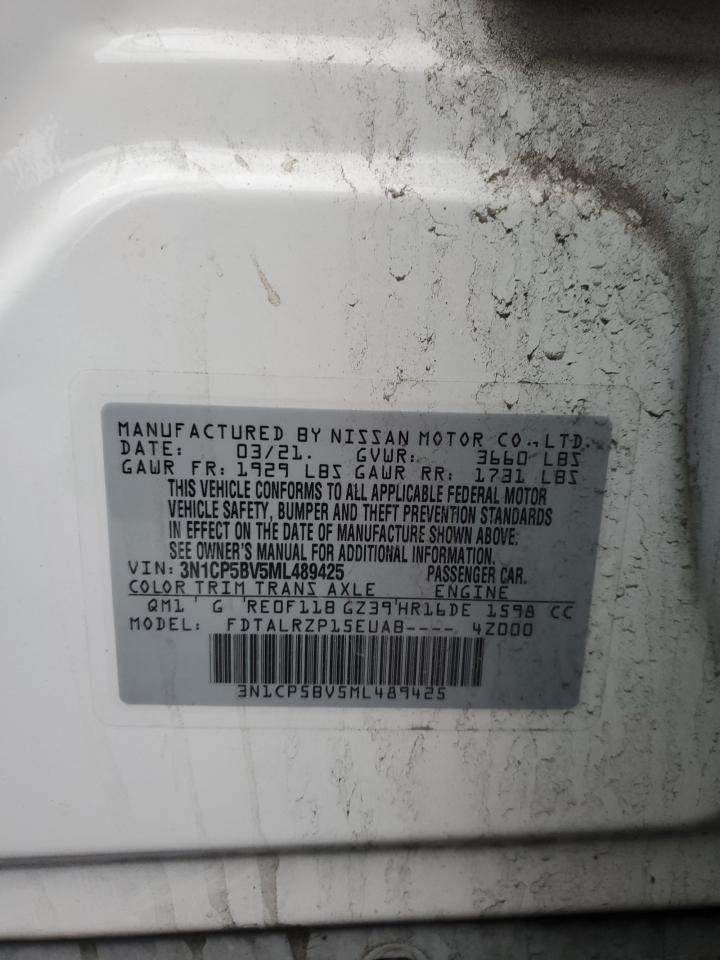 MANUFACTURED BY NISSAN MOTOR CO., LTD.
DATE: 03/21. GVWR: 3660 LBS
GAWR FR: 1929 LBS GAWR RR: 1731 LBS
THIS VEHICLE CONFORMS TO ALL APPLICABLE FEDERAL MOTOR
VEHICLE SAFETY, BUMPER AND THEFT PREVENTION STANDARDS
IN EFFECT ON THE DATE OF MANUFACTURE SHOWN ABOVE.
SEE OWNER'S MANUAL FOR ADDITIONAL INFORMATION.
VIN: 3N1CP5BV5ML489425 PASSENGER CAR.
COLOR TRIM TRANS AXLE ENGINE
QM1 G RE0F11B GZ39 HR16DE 1598 CC
MODEL: FDTALRZP15EUAB---- 4Z000
3N1CP5BV5ML489425